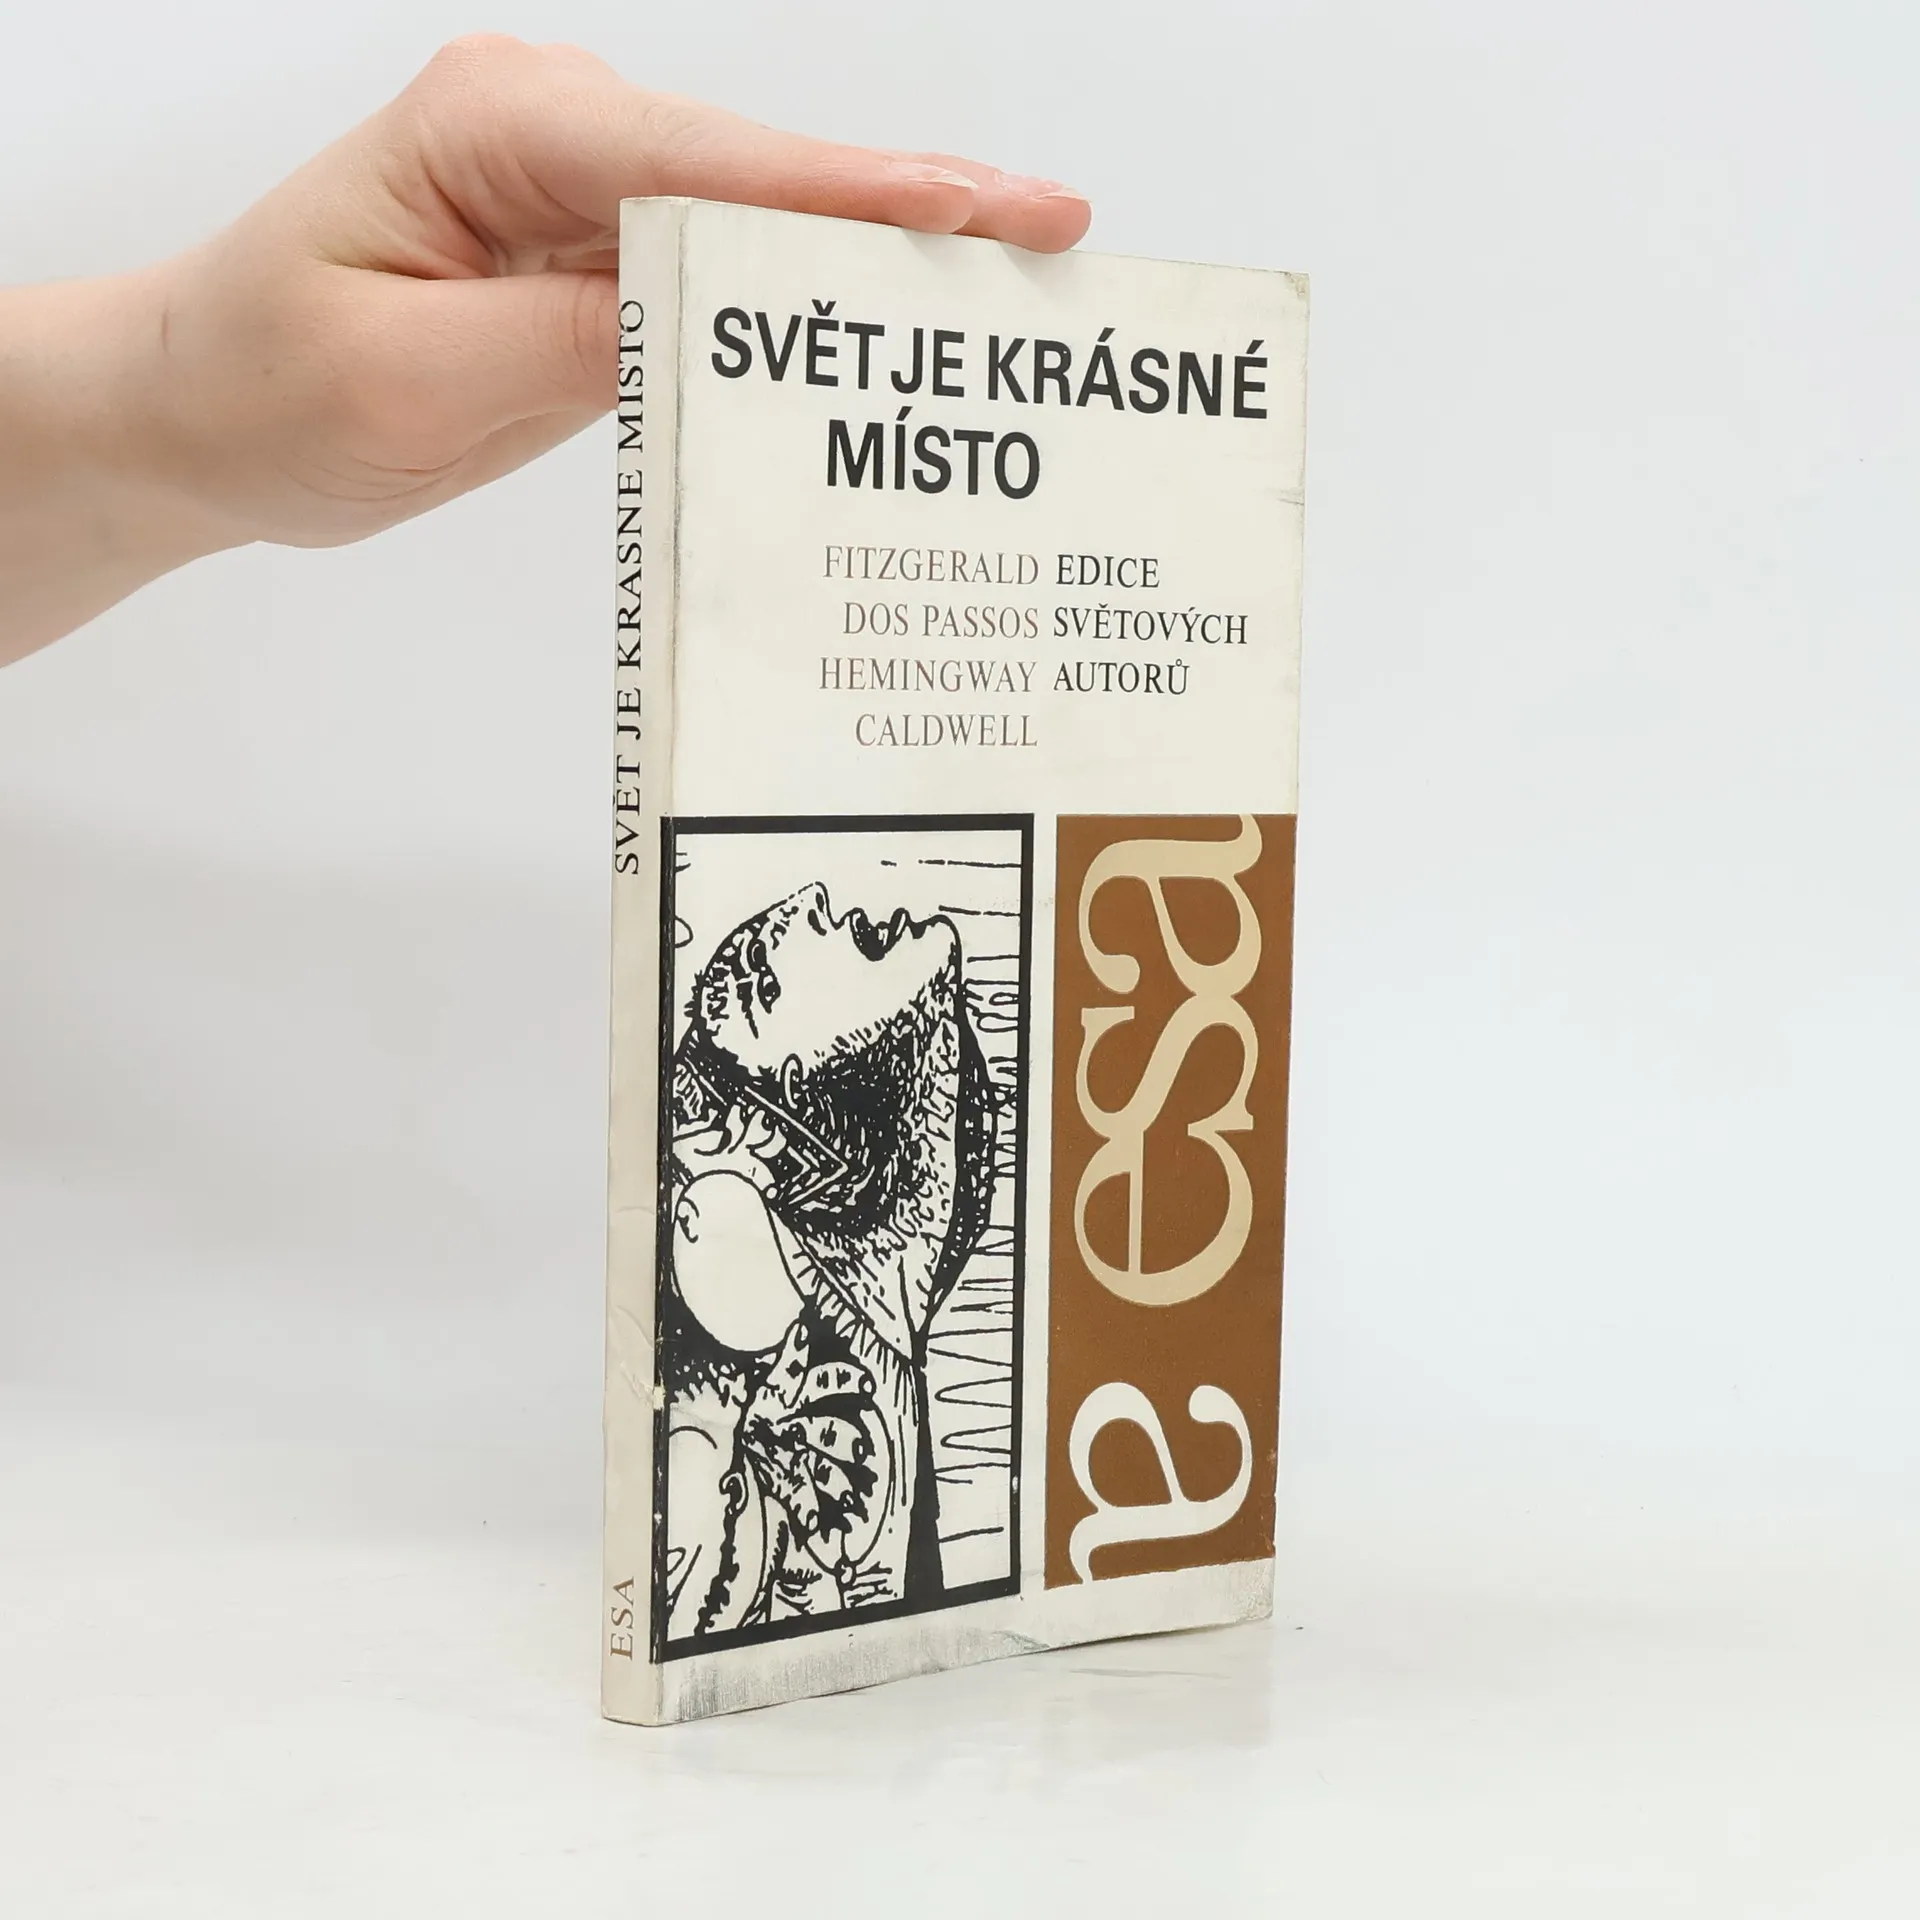 SVĚT JE KRÁSNÉ MÍSTO
ESA
SVĚT JE KRÁSNÉ
MÍSTO
FITZGERALD EDICE
DOS PASSOS SVĚTOVÝCH
HEMINGWAY AUTORŮ
CALDWELL
esa